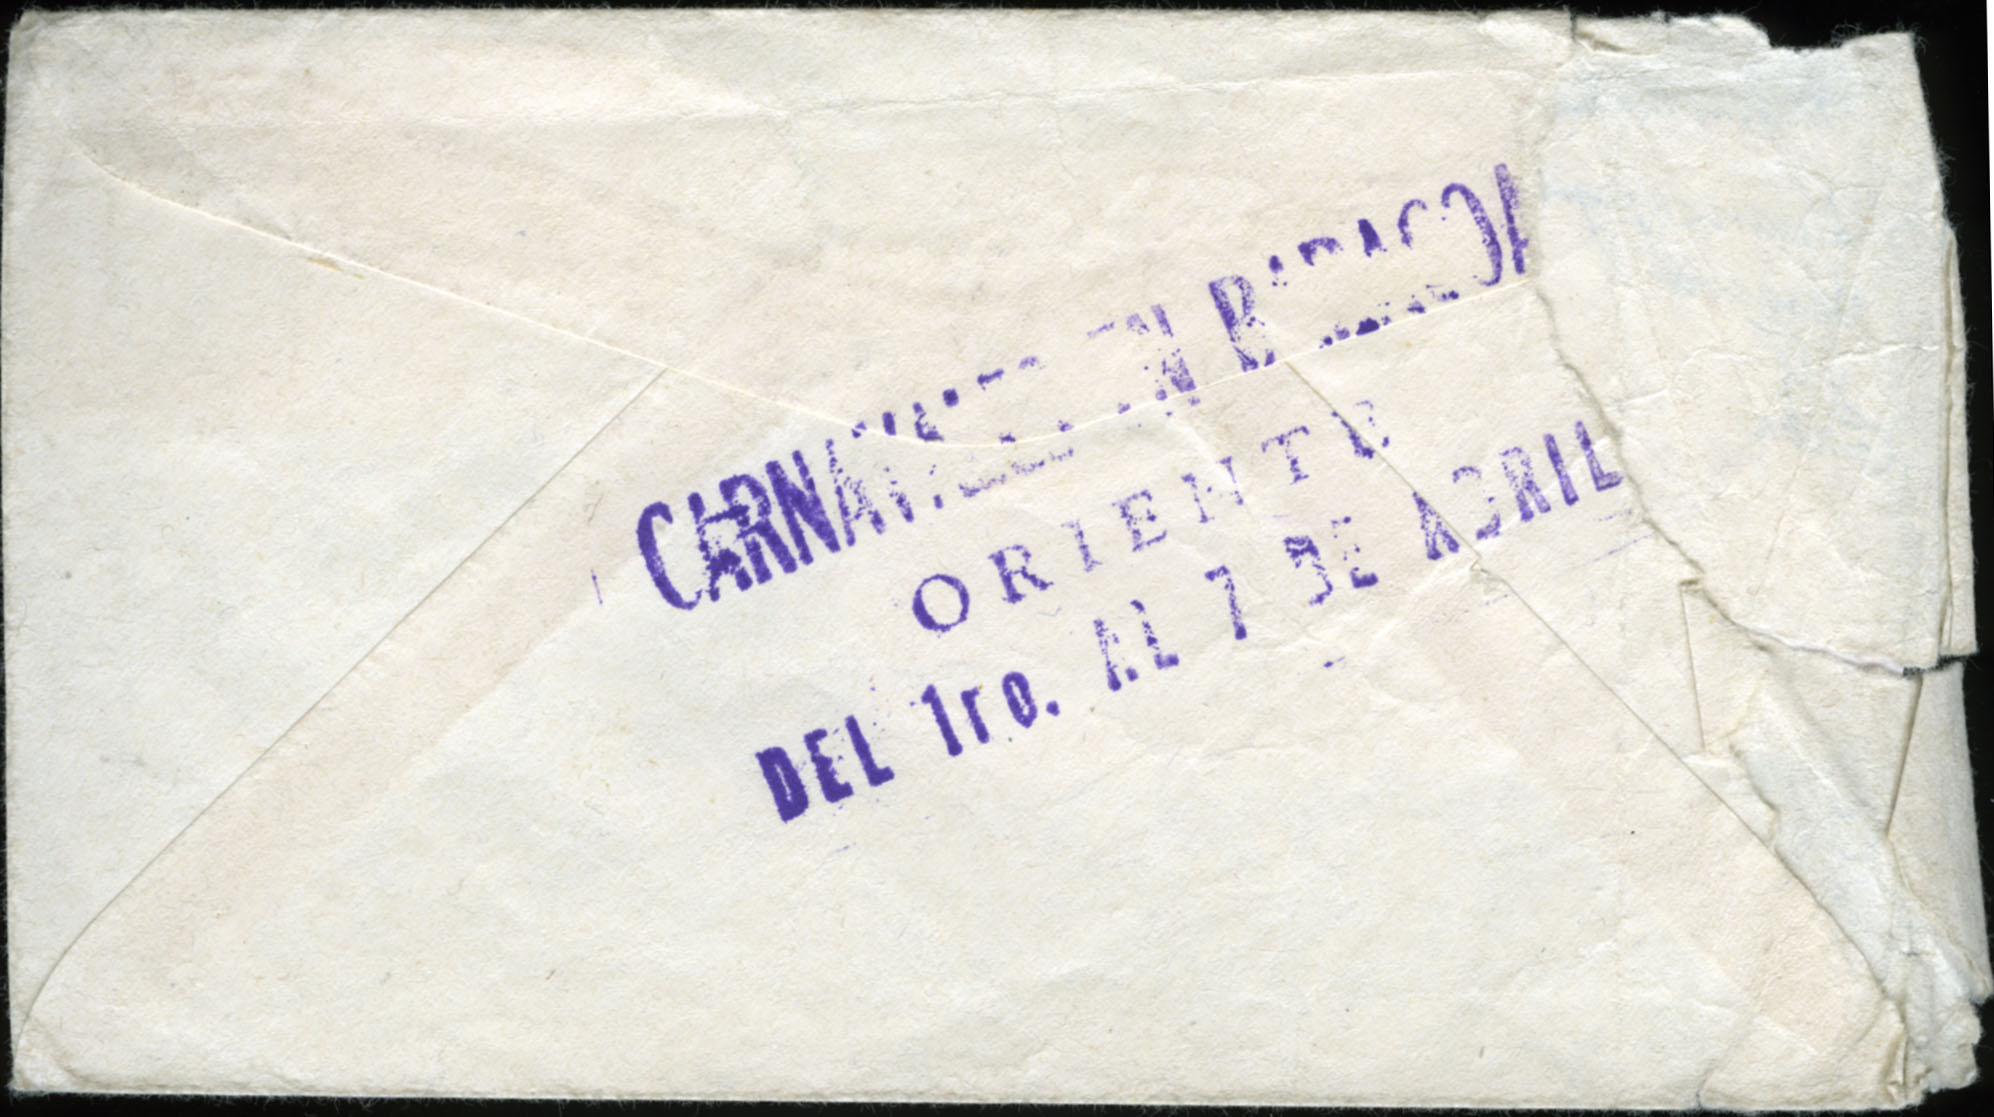 CARNAVALES EN BARACOA
ORIENTE
DEL 1ro. AL 7 DE ABRIL